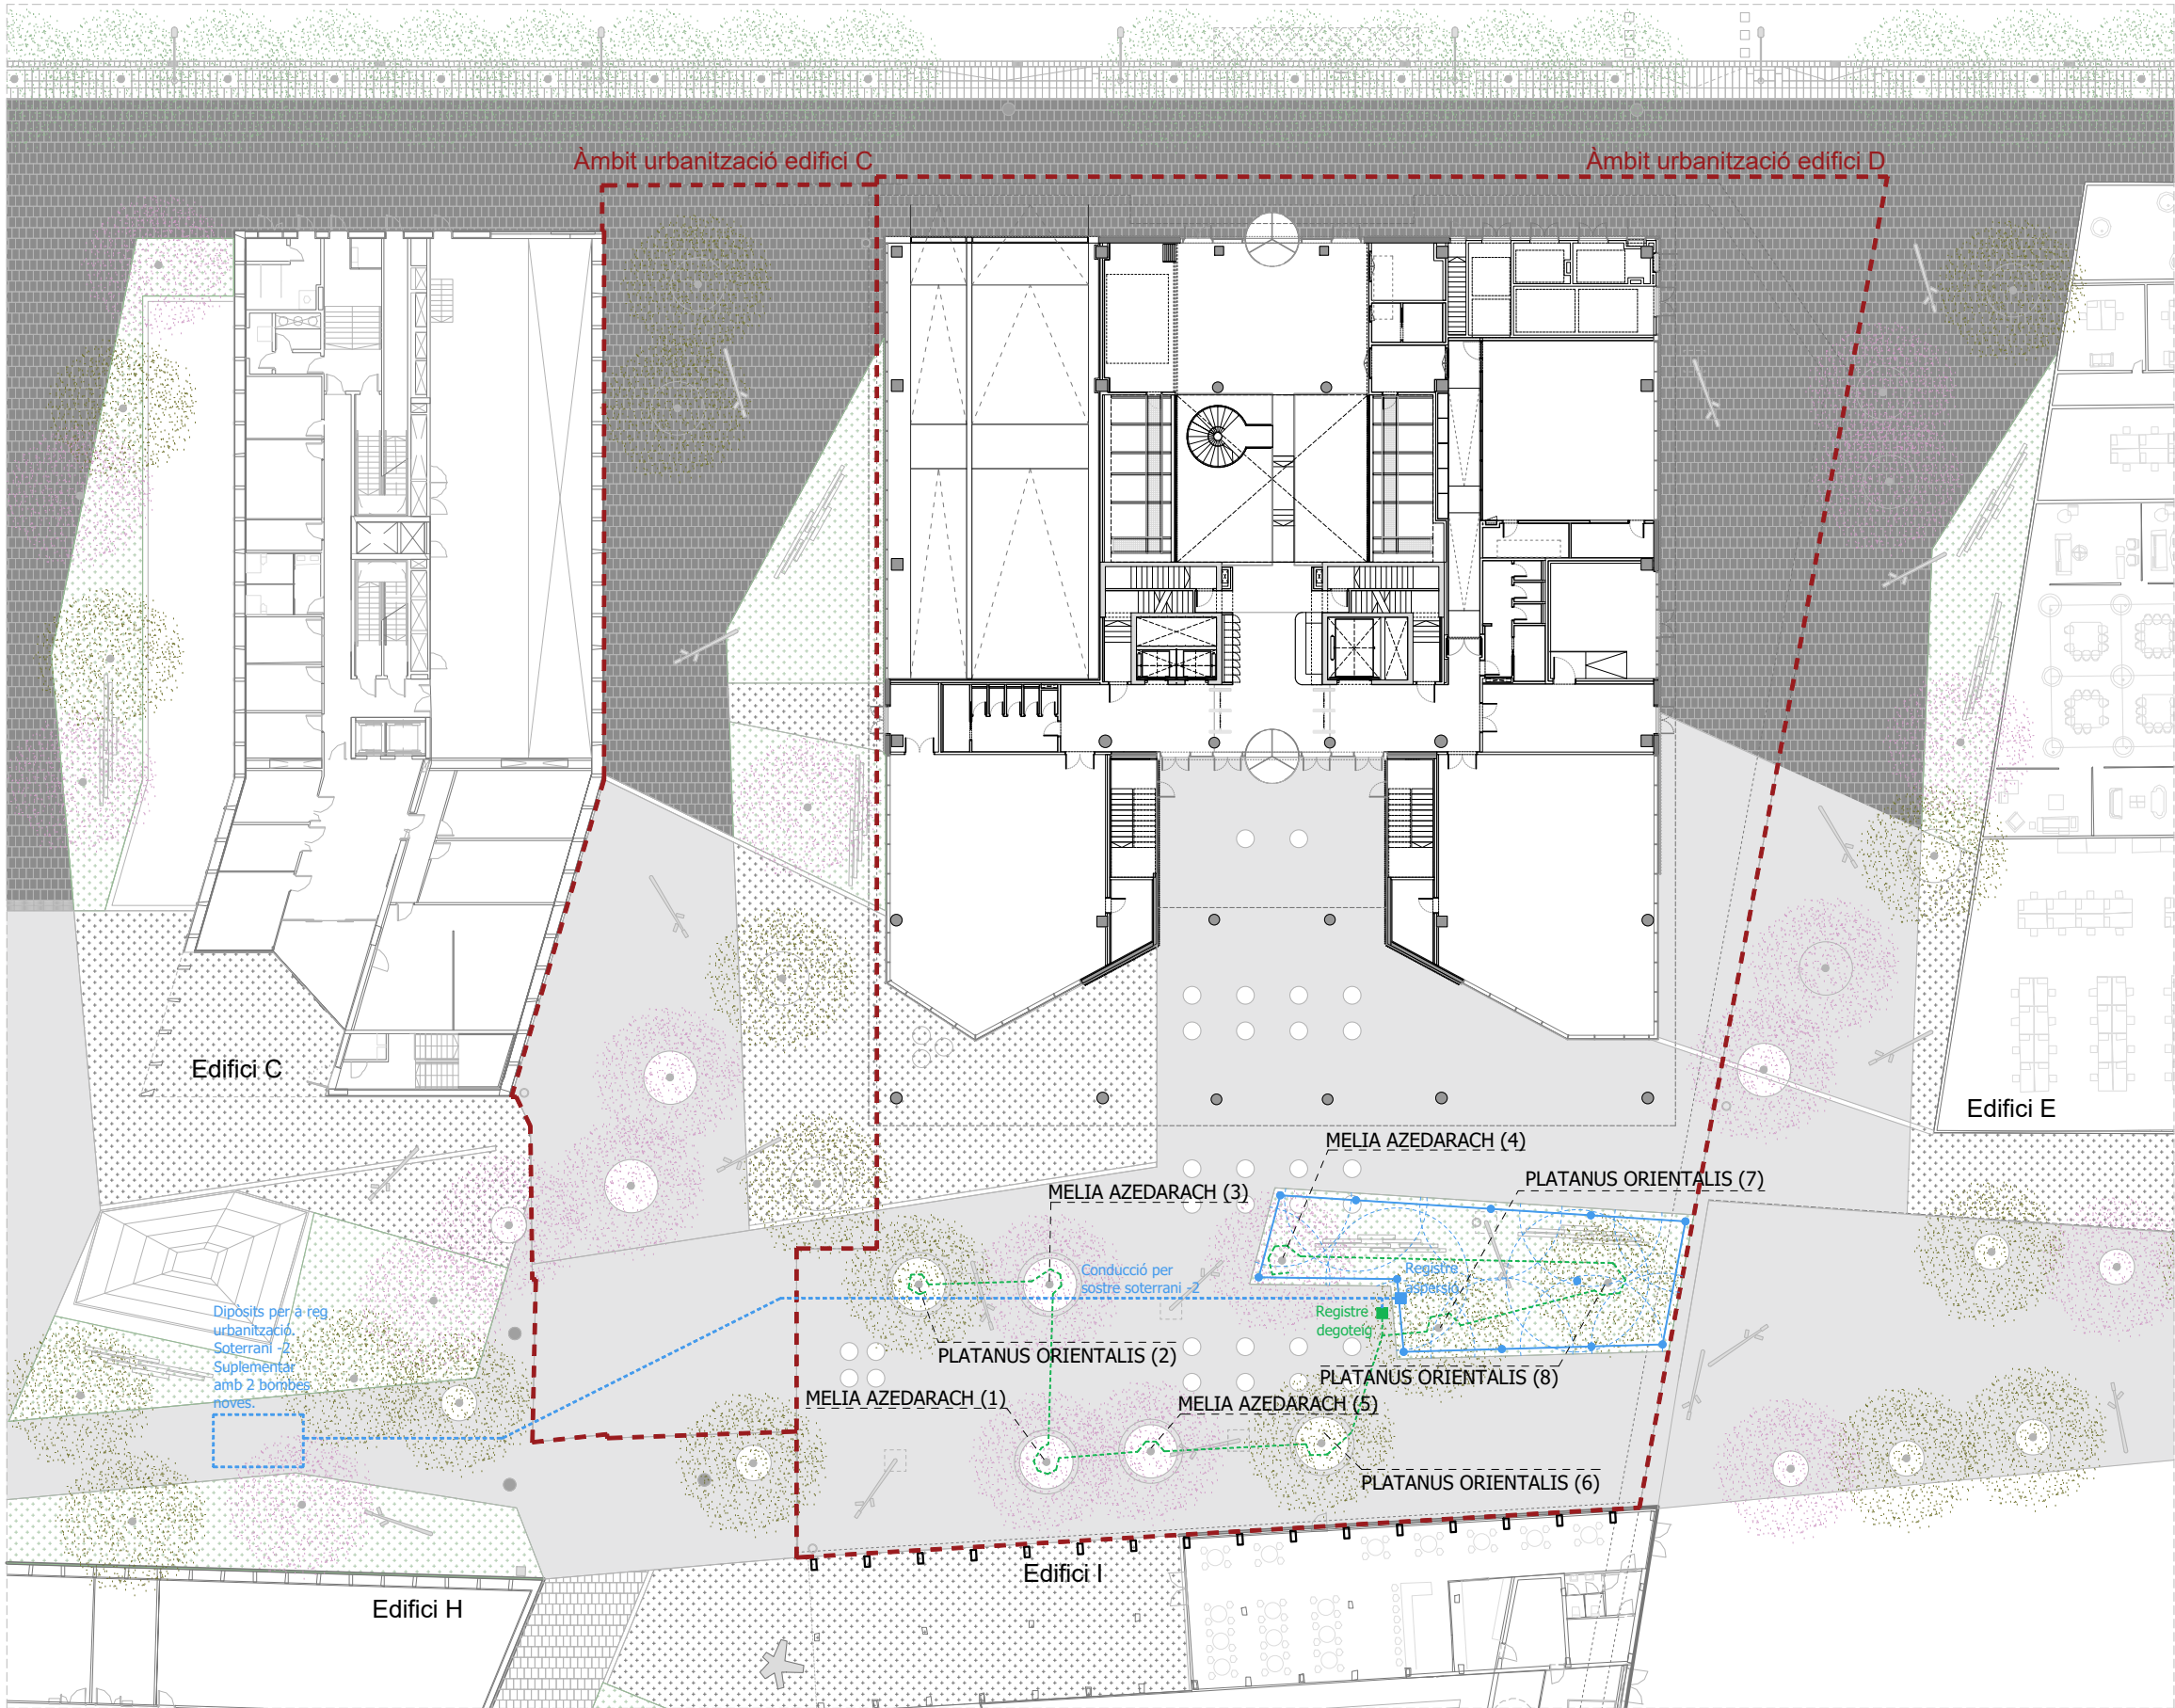 Àmbit urbanització edifici C
Àmbit urbanització edifici D
Edifici C
Edifici E
MELIA AZEDARACH (4)
PLATANUS ORIENTALIS (7)
MELIA AZEDARACH (3)
Conducció per
sostre soterrani -2
Registre
aspersió
Registre
degoteig
Dipòsits per a reg
urbanització.
Soterrani -2.
Suplementar
amb 2 bombes
noves.
PLATANUS ORIENTALIS (2)
PLATANUS ORIENTALIS (8)
MELIA AZEDARACH (1)
MELIA AZEDARACH (5)
PLATANUS ORIENTALIS (6)
Edifici I
Edifici H